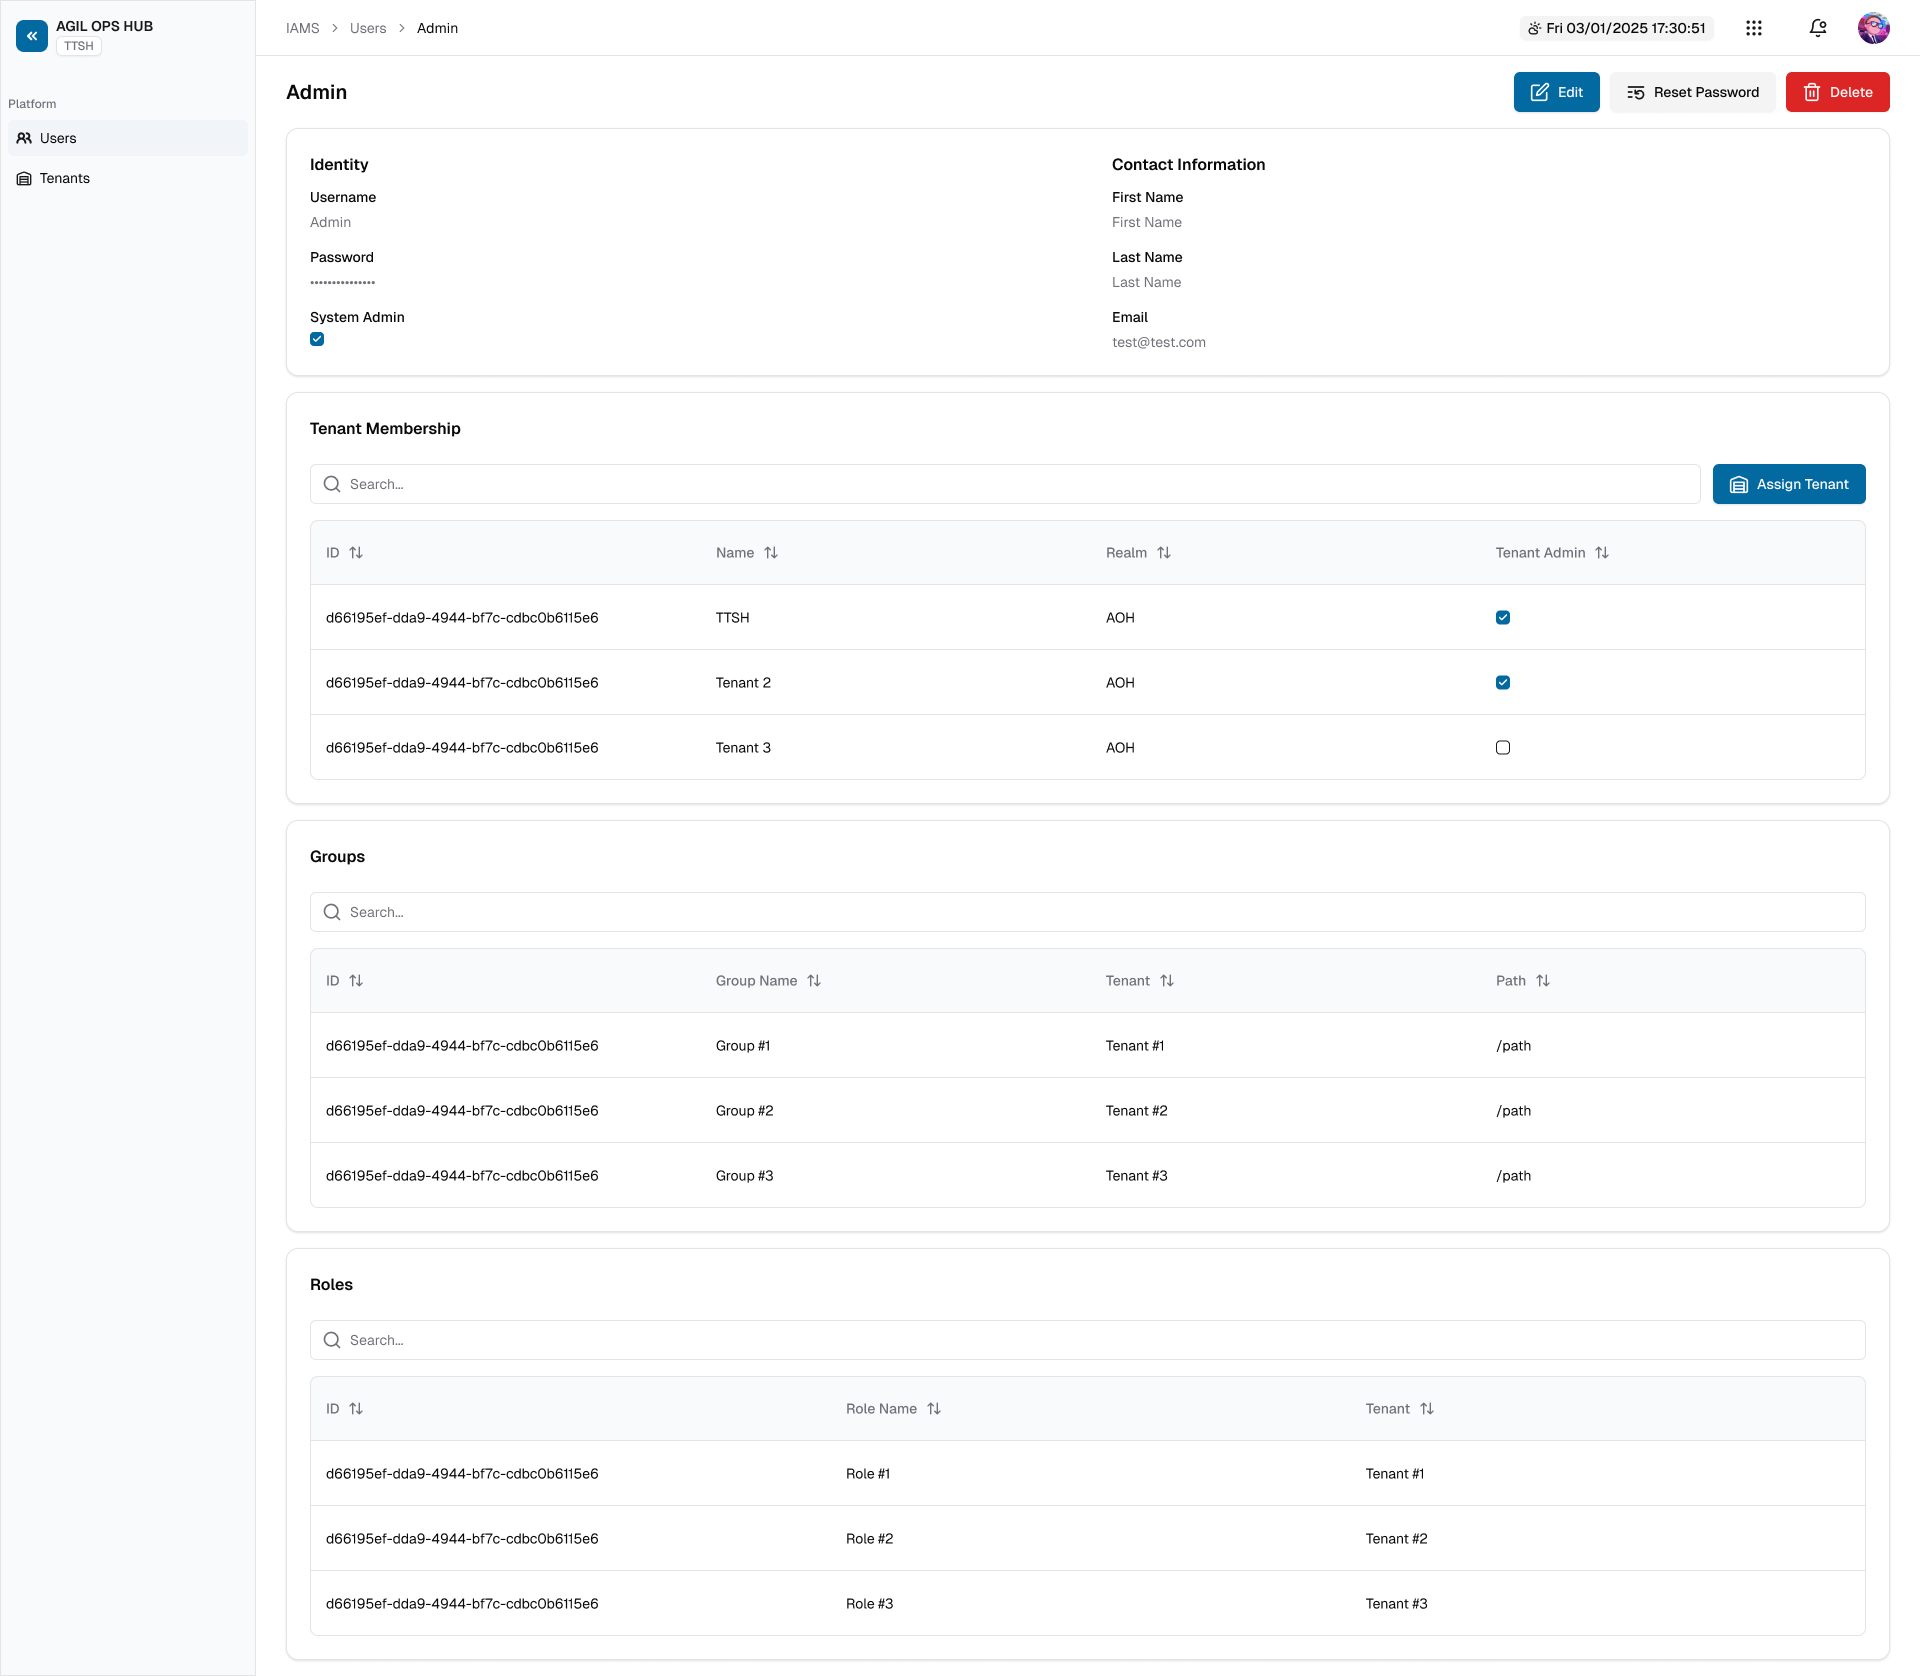 AGIL OPS HUB
TTSH
Platform
Users
Tenants
IAMS > Users > Admin
Fri 03/01/2025 17:30:51
Admin
Edit
Reset Password
Delete
Identity
Username
Admin
Password
•••••••••••••••
System Admin
Contact Information
First Name
First Name
Last Name
Last Name
Email
test@test.com
Tenant Membership
Search...
Assign Tenant
ID Name Realm Tenant Admin
d66195ef-dda9-4944-bf7c-cdbc0b6115e6 TTSH AOH
d66195ef-dda9-4944-bf7c-cdbc0b6115e6 Tenant 2 AOH
d66195ef-dda9-4944-bf7c-cdbc0b6115e6 Tenant 3 AOH
Groups
Search...
ID Group Name Tenant Path
d66195ef-dda9-4944-bf7c-cdbc0b6115e6 Group #1 Tenant #1 /path
d66195ef-dda9-4944-bf7c-cdbc0b6115e6 Group #2 Tenant #2 /path
d66195ef-dda9-4944-bf7c-cdbc0b6115e6 Group #3 Tenant #3 /path
Roles
Search...
ID Role Name Tenant
d66195ef-dda9-4944-bf7c-cdbc0b6115e6 Role #1 Tenant #1
d66195ef-dda9-4944-bf7c-cdbc0b6115e6 Role #2 Tenant #2
d66195ef-dda9-4944-bf7c-cdbc0b6115e6 Role #3 Tenant #3